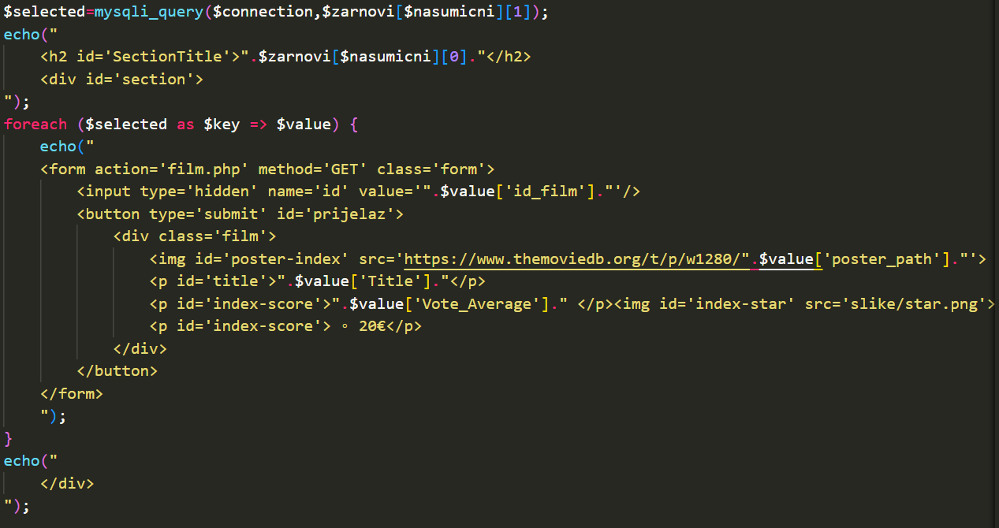 $selected=mysqli_query($connection,$zarnovi[$nasumicni][1]);
echo("
    <h2 id='SectionTitle'>".$zarnovi[$nasumicni][0]."</h2>
    <div id='section'>
");
foreach ($selected as $key => $value) {
    echo("
    <form action='film.php' method='GET' class='form'>
        <input type='hidden' name='id' value='".$value['id_film']."'/>
        <button type='submit' id='prijelaz'>
            <div class='film'>
                <img id='poster-index' src='https://www.themoviedb.org/t/p/w1280/".$value['poster_path']."'>
                <p id='title'>".$value['Title']."</p>
                <p id='index-score'>".$value['Vote_Average']." </p><img id='index-star' src='slike/star.png'>
                <p id='index-score'> ◦ 20€</p>
            </div>
        </button>
    </form>
    ");
}
echo("
    </div>
");